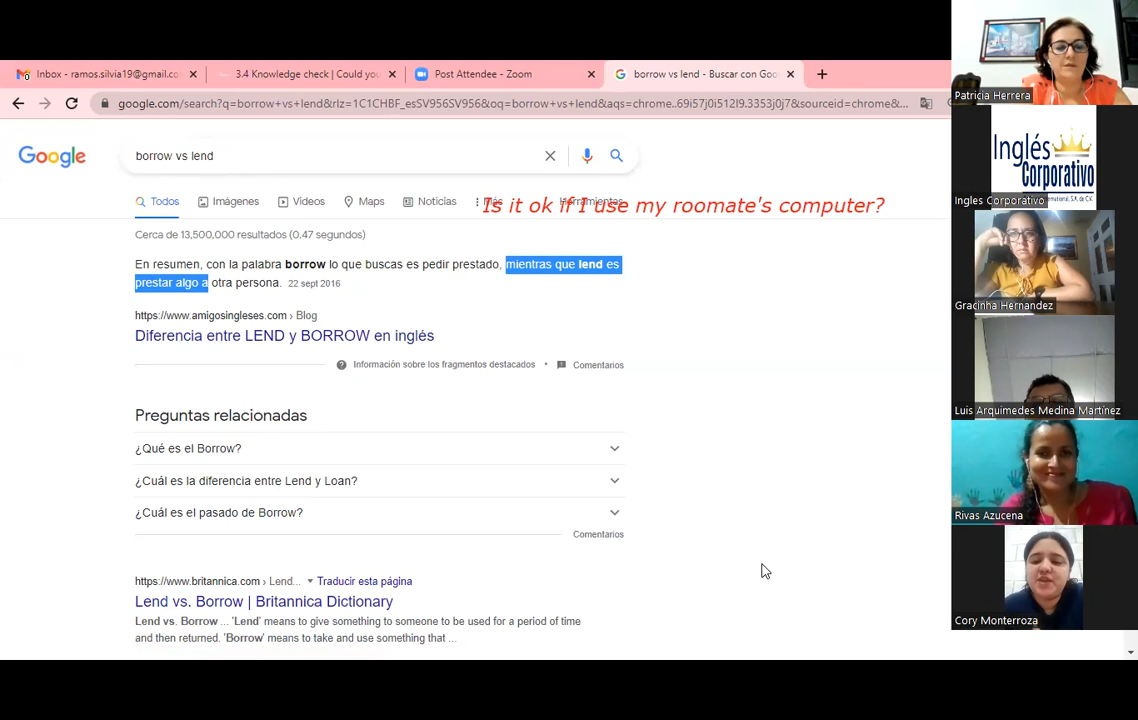 Inbox - ramos.silvia19@gmail.co
3.4 Knowledge check | Could you
Post Attendee - Zoom
borrow vs lend - Buscar con Goo
google.com/search?q=borrow+vs+lend&rlz=1C1CHBF_esSV956SV956&oq=borrow+vs+lend&aqs=chrome..69i57j0i512l9.3353j0j7&sourceid=chrome&...
Google
borrow vs lend
Todos
Imágenes
Videos
Maps
Noticias
Más
Herramientas
Is it ok if I use my roomate's computer?
Cerca de 13,500,000 resultados (0.47 segundos)
En resumen, con la palabra borrow lo que buscas es pedir prestado, mientras que lend es
prestar algo a otra persona. 22 sept 2016
https://www.amigosingleses.com › Blog
Diferencia entre LEND y BORROW en inglés
Información sobre los fragmentos destacados • Comentarios
Preguntas relacionadas
¿Qué es el Borrow?
¿Cuál es la diferencia entre Lend y Loan?
¿Cuál es el pasado de Borrow?
Comentarios
https://www.britannica.com › Lend... Traducir esta página
Lend vs. Borrow | Britannica Dictionary
Lend vs. Borrow ... 'Lend' means to give something to someone to be used for a period of time
and then returned. 'Borrow' means to take and use something that ...
Patricia Herrera
Inglés
Corporativo
Ingles Corporativo
Gracinha Hernandez
Luis Arquimedes Medina Martínez
Rivas Azucena
Cory Monterroza